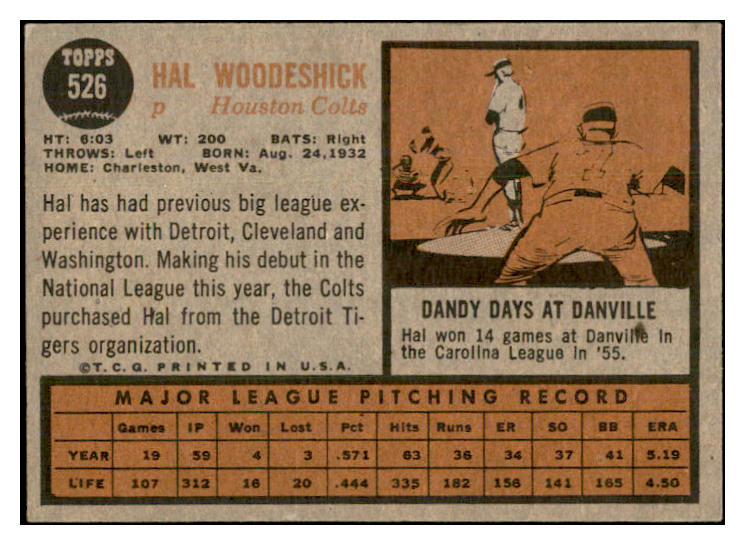 TOPPS
526
HAL WOODESHICK
p Houston Colts
HT: 6:03 WT: 200 BATS: Right
THROWS: Left BORN: Aug. 24, 1932
HOME: Charleston, West Va.
Hal has had previous big league ex-
perience with Detroit, Cleveland and
Washington. Making his debut in the
National League this year, the Colts
purchased Hal from the Detroit Ti-
gers organization.
©T.C.G. PRINTED IN U.S.A.
DANDY DAYS AT DANVILLE
Hal won 14 games at Danville in
the Carolina League in '55.
MAJOR LEAGUE PITCHING RECORD
Games IP Won Lost Pct Hits Runs ER SO BB ERA
YEAR 19 59 4 3 .571 63 36 34 37 41 5.19
LIFE 107 312 16 20 .444 335 182 156 141 165 4.50